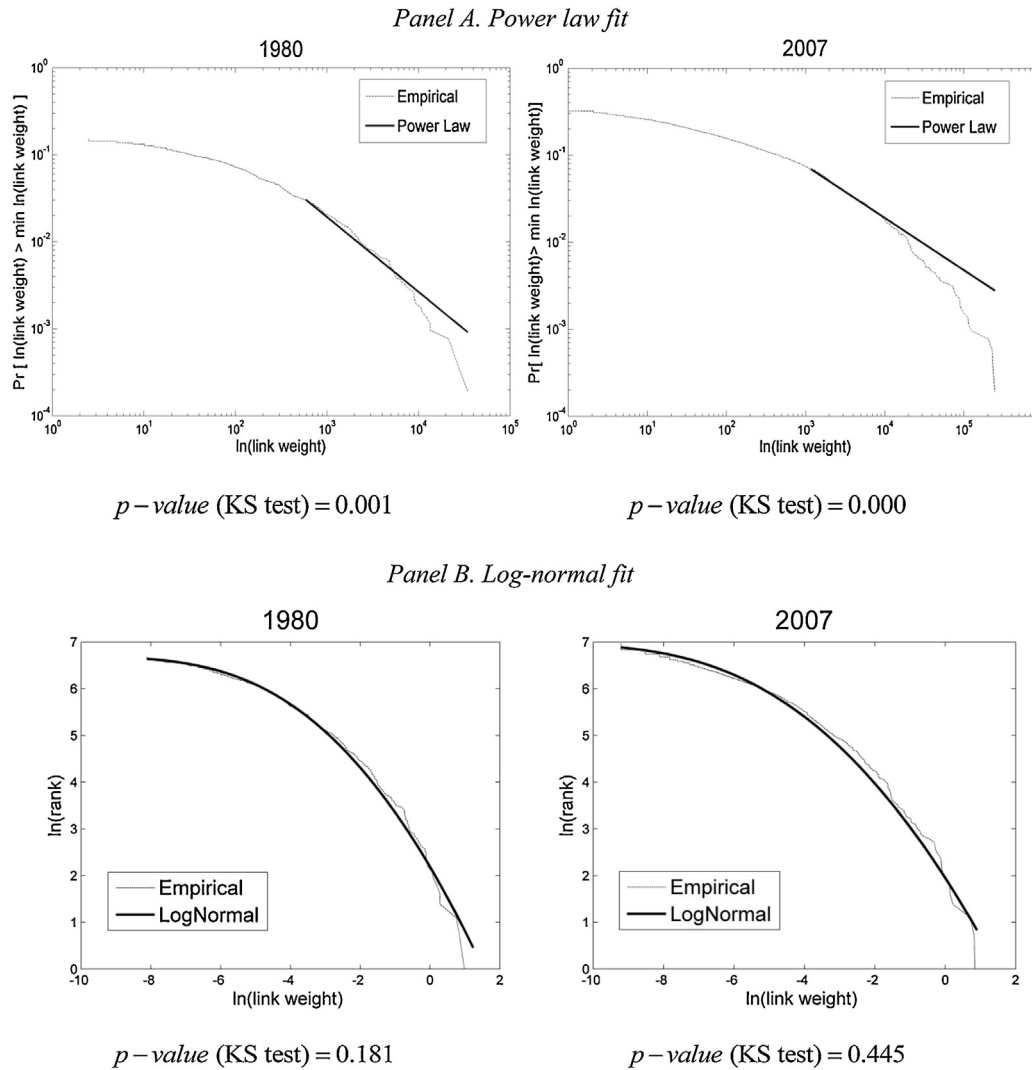 Panel A. Power law fit
1980
2007
Pr [ ln(link weight) > min ln(link weight) ]
10^0
10^-1
10^-2
10^-3
10^-4
Empirical
Power Law
10^0 10^1 10^2 10^3 10^4 10^5
ln(link weight)
Pr[ ln(link weight)> min ln(link weight)]
10^0
10^-1
10^-2
10^-3
10^-4
Empirical
Power Law
10^0 10^1 10^2 10^3 10^4 10^5
ln(link weight)
p − value (KS test) = 0.001
p − value (KS test) = 0.000
Panel B. Log-normal fit
1980
2007
ln(rank)
7
6
5
4
3
2
1
0
Empirical
LogNormal
-10 -8 -6 -4 -2 0 2
ln(link weight)
ln(rank)
7
6
5
4
3
2
1
0
Empirical
LogNormal
-10 -8 -6 -4 -2 0 2
ln(link weight)
p − value (KS test) = 0.181
p − value (KS test) = 0.445